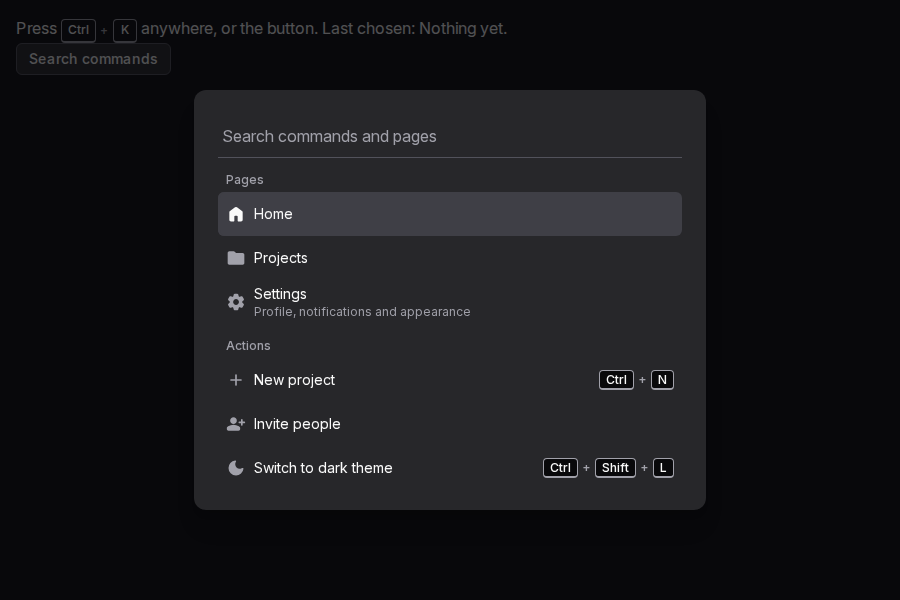 Press Ctrl + K anywhere, or the button. Last chosen: Nothing yet.
Search commands
Search commands and pages
Pages
Home
Projects
Settings
Profile, notifications and appearance
Actions
New project Ctrl + N
Invite people
Switch to dark theme Ctrl + Shift + L